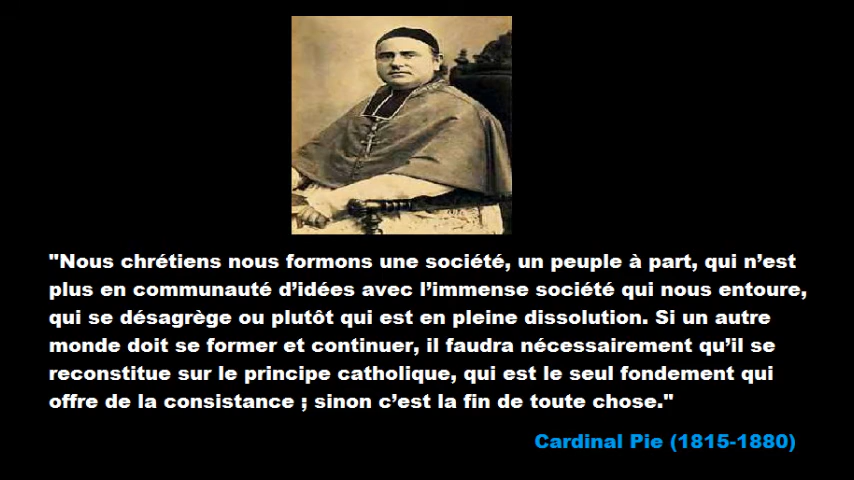 "Nous chrétiens nous formons une société, un peuple à part, qui n’est
plus en communauté d’idées avec l’immense société qui nous entoure,
qui se désagrège ou plutôt qui est en pleine dissolution. Si un autre
monde doit se former et continuer, il faudra nécessairement qu’il se
reconstitue sur le principe catholique, qui est le seul fondement qui
offre de la consistance ; sinon c’est la fin de toute chose."
Cardinal Pie (1815-1880)